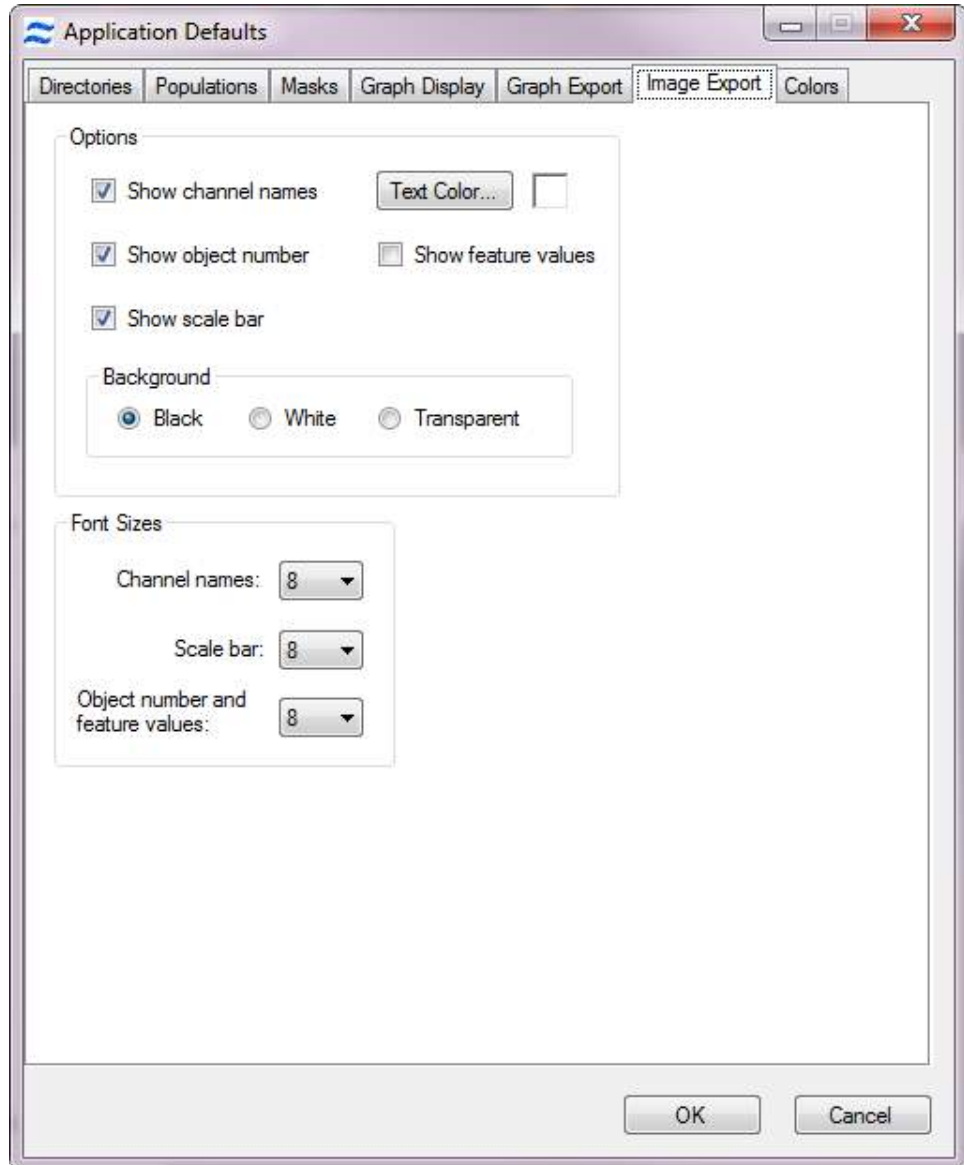 Application Defaults
Directories Populations Masks Graph Display Graph Export Image Export Colors
Options
Show channel names Text Color...
Show object number Show feature values
Show scale bar
Background
Black White Transparent
Font Sizes
Channel names: 8
Scale bar: 8
Object number and
feature values: 8
OK Cancel